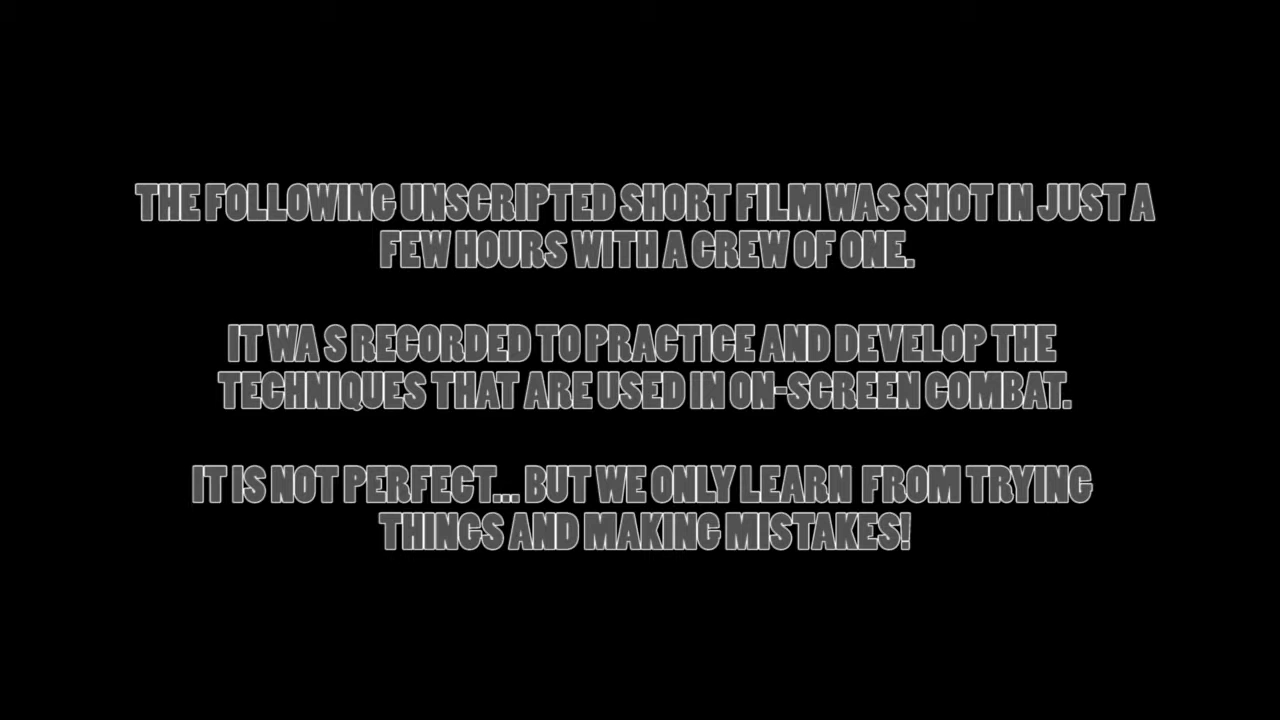 THE FOLLOWING UNSCRIPTED SHORT FILM WAS SHOT IN JUST A
FEW HOURS WITH A CREW OF ONE.
IT WA S RECORDED TO PRACTICE AND DEVELOP THE
TECHNIQUES THAT ARE USED IN ON-SCREEN COMBAT.
IT IS NOT PERFECT... BUT WE ONLY LEARN FROM TRYING
THINGS AND MAKING MISTAKES!